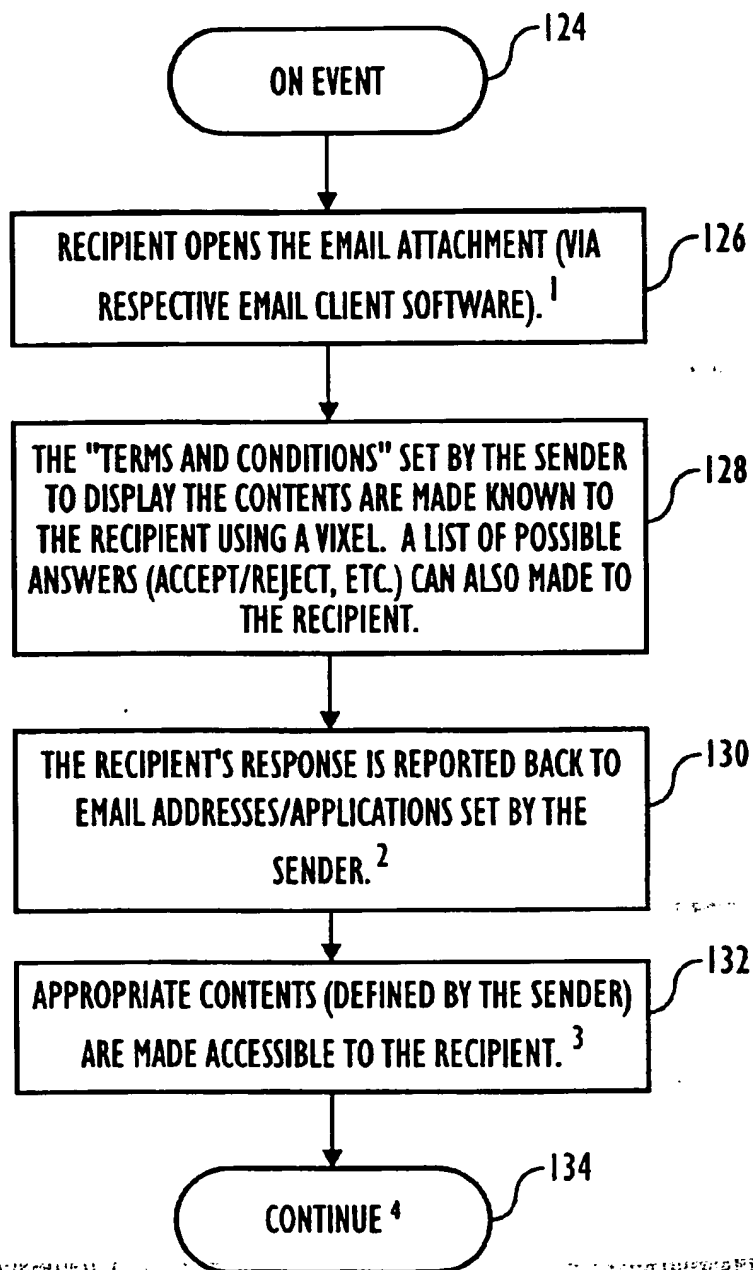 124
ON EVENT
126
RECIPIENT OPENS THE EMAIL ATTACHMENT (VIA
RESPECTIVE EMAIL CLIENT SOFTWARE). 1
128
THE "TERMS AND CONDITIONS" SET BY THE SENDER
TO DISPLAY THE CONTENTS ARE MADE KNOWN TO
THE RECIPIENT USING A VIXEL. A LIST OF POSSIBLE
ANSWERS (ACCEPT/REJECT, ETC.) CAN ALSO MADE TO
THE RECIPIENT.
130
THE RECIPIENT'S RESPONSE IS REPORTED BACK TO
EMAIL ADDRESSES/APPLICATIONS SET BY THE
SENDER. 2
132
APPROPRIATE CONTENTS (DEFINED BY THE SENDER)
ARE MADE ACCESSIBLE TO THE RECIPIENT. 3
134
CONTINUE 4